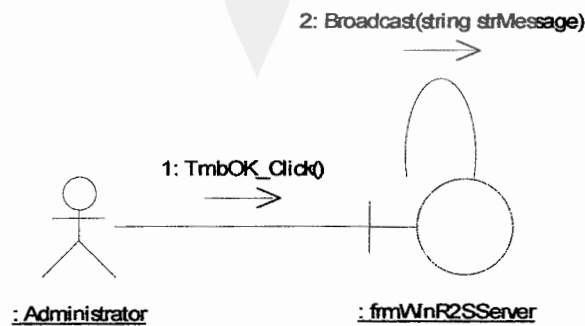 2: Broadcast(string strMessage)
1: TmbOK_Click()
: Administrator
: frmWinR2SServer